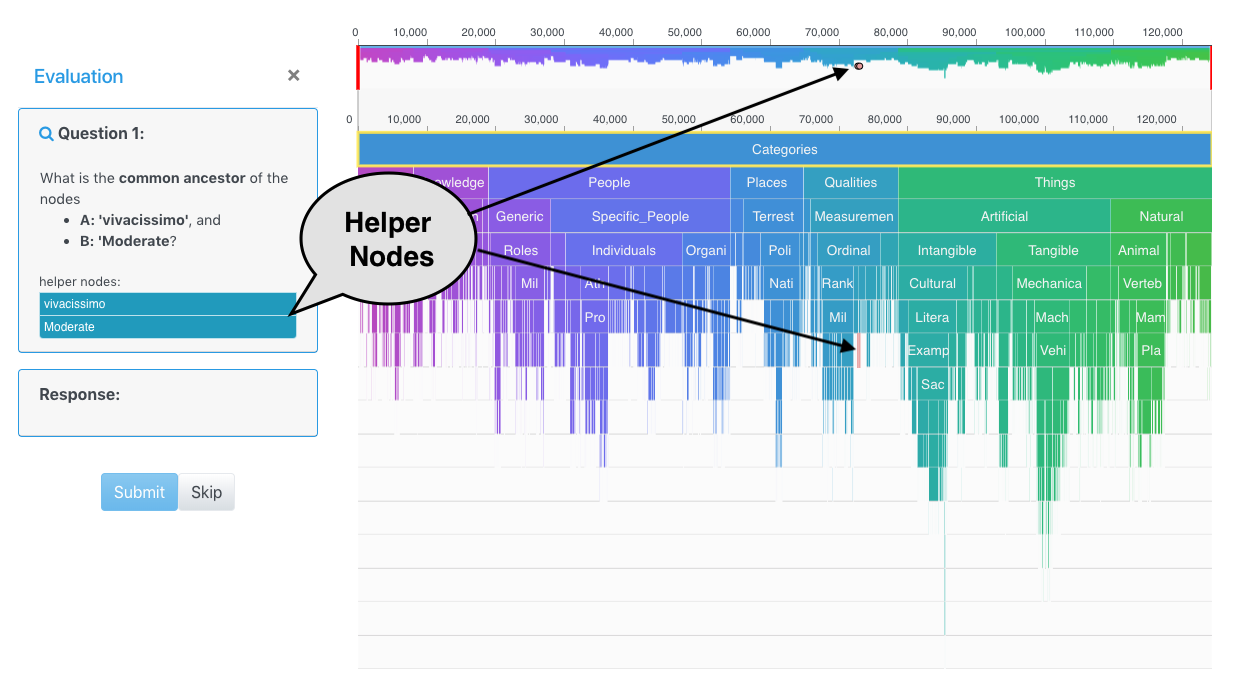 Evaluation ×
Question 1:
What is the common ancestor of the
nodes
• A: 'vivacissimo', and
• B: 'Moderate?
helper nodes:
vivacissimo
Moderate
Response:
Submit Skip
Helper
Nodes
0 10,000 20,000 30,000 40,000 50,000 60,000 70,000 80,000 90,000 100,000 110,000 120,000
0 10,000 20,000 30,000 40,000 50,000 60,000 70,000 80,000 90,000 100,000 110,000 120,000
Categories
wledge People Places Qualities Things
Generic Specific_People Terrest Measuremen Artificial Natural
Roles Individuals Organi Poli Ordinal Intangible Tangible Animal
Mil Ath Nati Rank Cultural Mechanica Verteb
Pro Mil Litera Mach Mam
Examp Vehi Pla
Sac